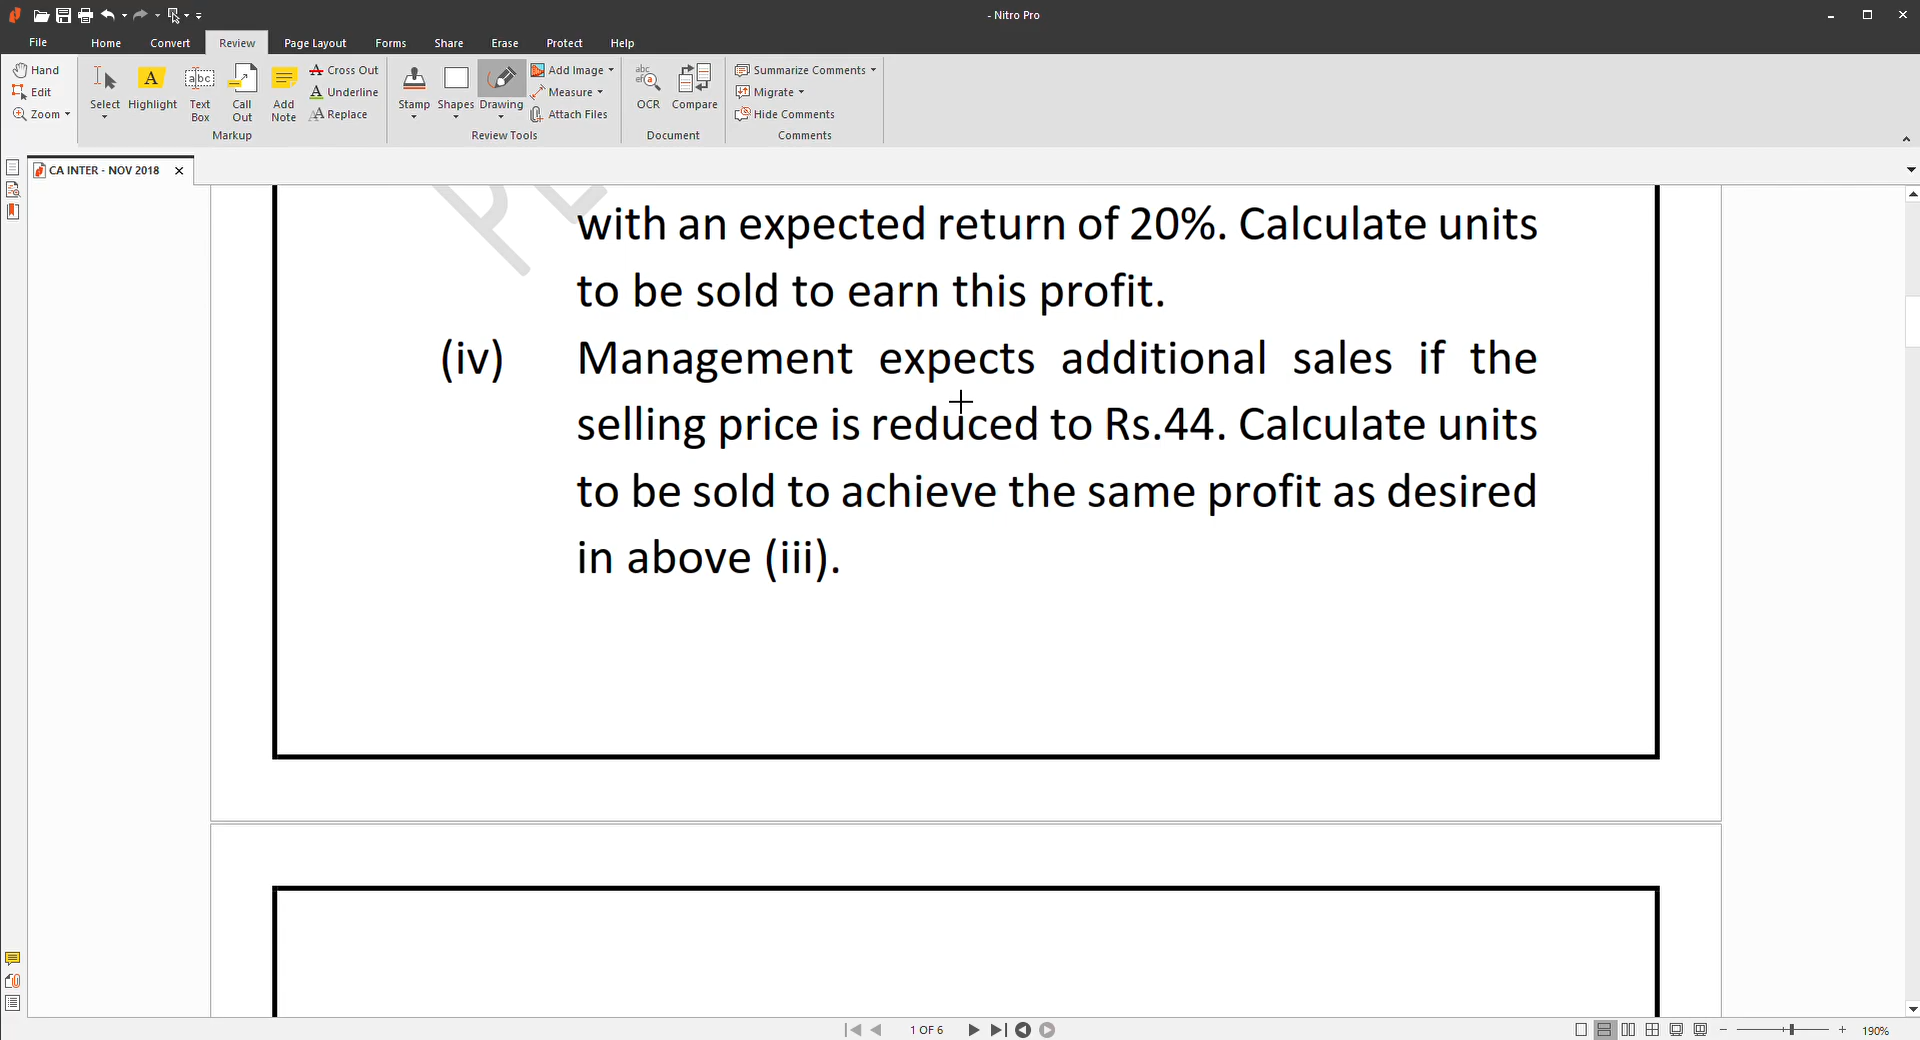 - Nitro Pro
File Home Convert Review Page Layout Forms Share Erase Protect Help
Hand
Edit
Zoom
Select
Highlight
Text Box
Call Out
Add Note
Cross Out
Underline
Replace
Markup
Stamp
Shapes
Drawing
Add Image
Measure
Attach Files
Review Tools
OCR
Compare
Document
Summarize Comments
Migrate
Hide Comments
Comments
CA INTER - NOV 2018
with an expected return of 20%. Calculate units
to be sold to earn this profit.
(iv) Management expects additional sales if the
selling price is reduced to Rs.44. Calculate units
to be sold to achieve the same profit as desired
in above (iii).
1 OF 6
190%